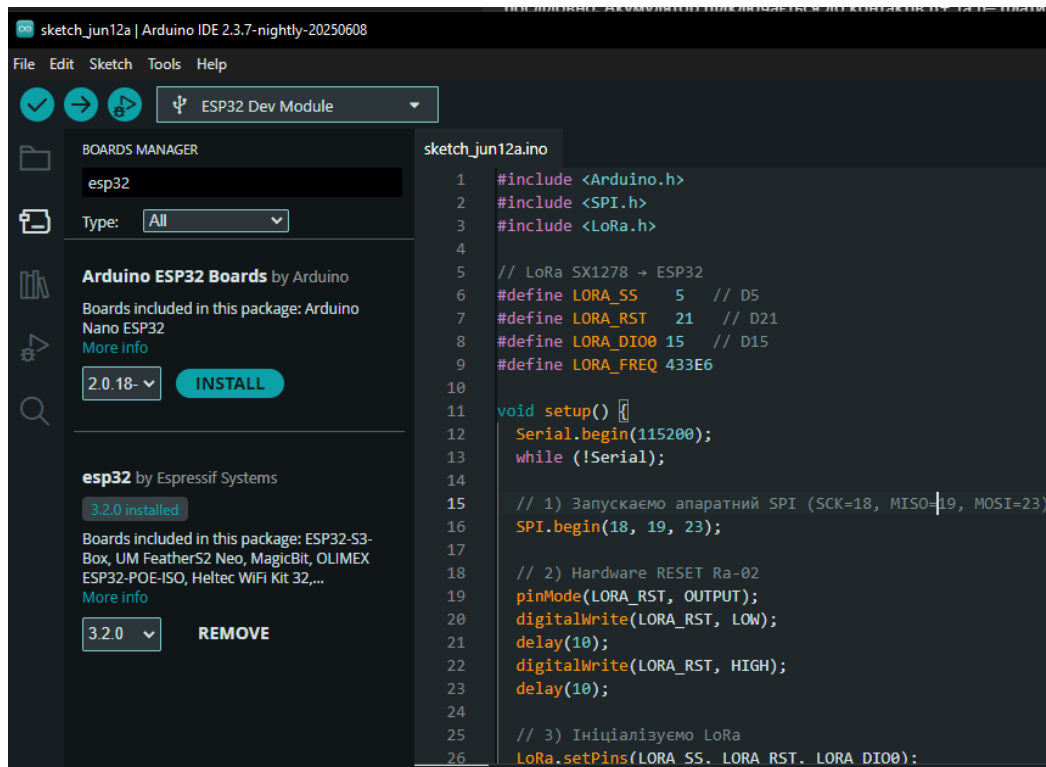 sketch_jun12a | Arduino IDE 2.3.7-nightly-20250608
File Edit Sketch Tools Help
ESP32 Dev Module
BOARDS MANAGER
esp32
Type: All
Arduino ESP32 Boards by Arduino
Boards included in this package: Arduino
Nano ESP32
More info
2.0.18- INSTALL
esp32 by Espressif Systems
3.2.0 installed
Boards included in this package: ESP32-S3-
Box, UM FeatherS2 Neo, MagicBit, OLIMEX
ESP32-POE-ISO, Heltec WiFi Kit 32,...
More info
3.2.0 REMOVE
sketch_jun12a.ino
1 #include <Arduino.h>
2 #include <SPI.h>
3 #include <LoRa.h>
4
5 // LoRa SX1278 → ESP32
6 #define LORA_SS 5 // D5
7 #define LORA_RST 21 // D21
8 #define LORA_DIO0 15 // D15
9 #define LORA_FREQ 433E6
10
11 void setup() {
12 Serial.begin(115200);
13 while (!Serial);
14
15 // 1) Запускаємо апаратний SPI (SCK=18, MISO=19, MOSI=23)
16 SPI.begin(18, 19, 23);
17
18 // 2) Hardware RESET Ra-02
19 pinMode(LORA_RST, OUTPUT);
20 digitalWrite(LORA_RST, LOW);
21 delay(10);
22 digitalWrite(LORA_RST, HIGH);
23 delay(10);
24
25 // 3) Ініціалізуємо LoRa
26 LoRa.setPins(LORA_SS, LORA_RST, LORA_DIO0);